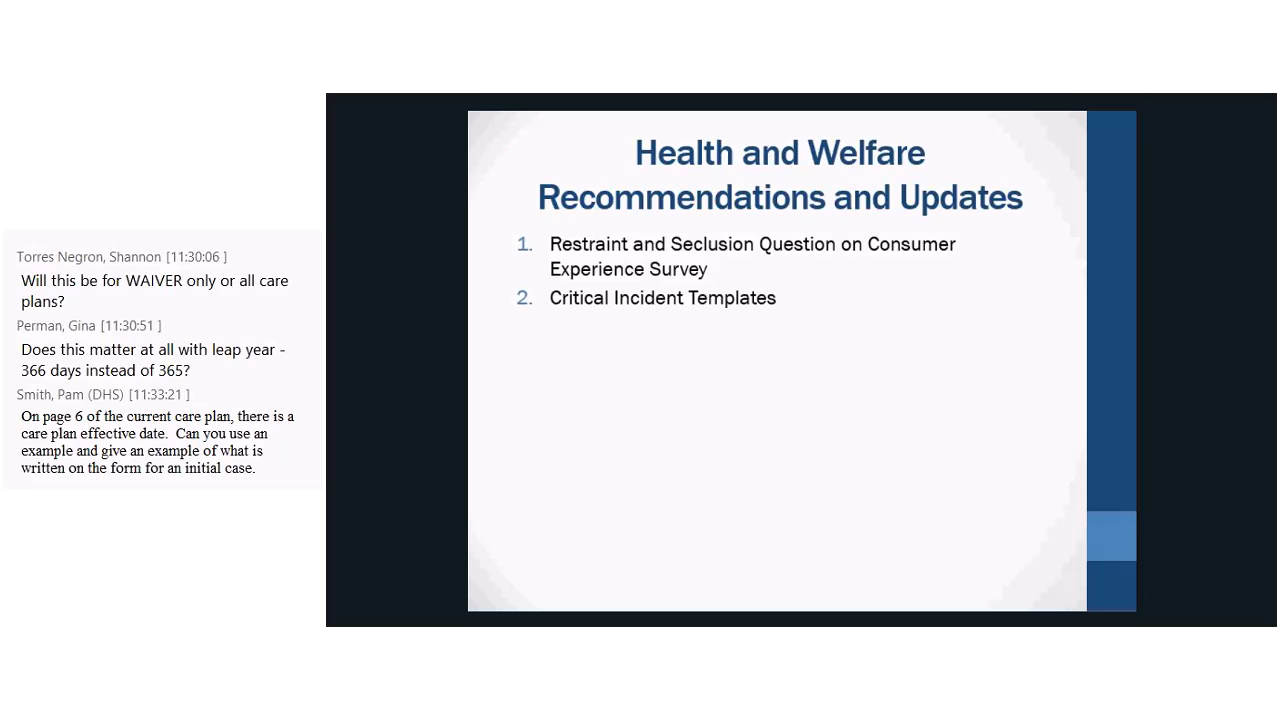 Torres Negron, Shannon [11:30:06 ]
Will this be for WAIVER only or all care
plans?
Perman, Gina [11:30:51 ]
Does this matter at all with leap year -
366 days instead of 365?
Smith, Pam (DHS) [11:33:21 ]
On page 6 of the current care plan, there is a
care plan effective date.  Can you use an
example and give an example of what is
written on the form for an initial case.
Health and Welfare
Recommendations and Updates
1. Restraint and Seclusion Question on Consumer
Experience Survey
2. Critical Incident Templates